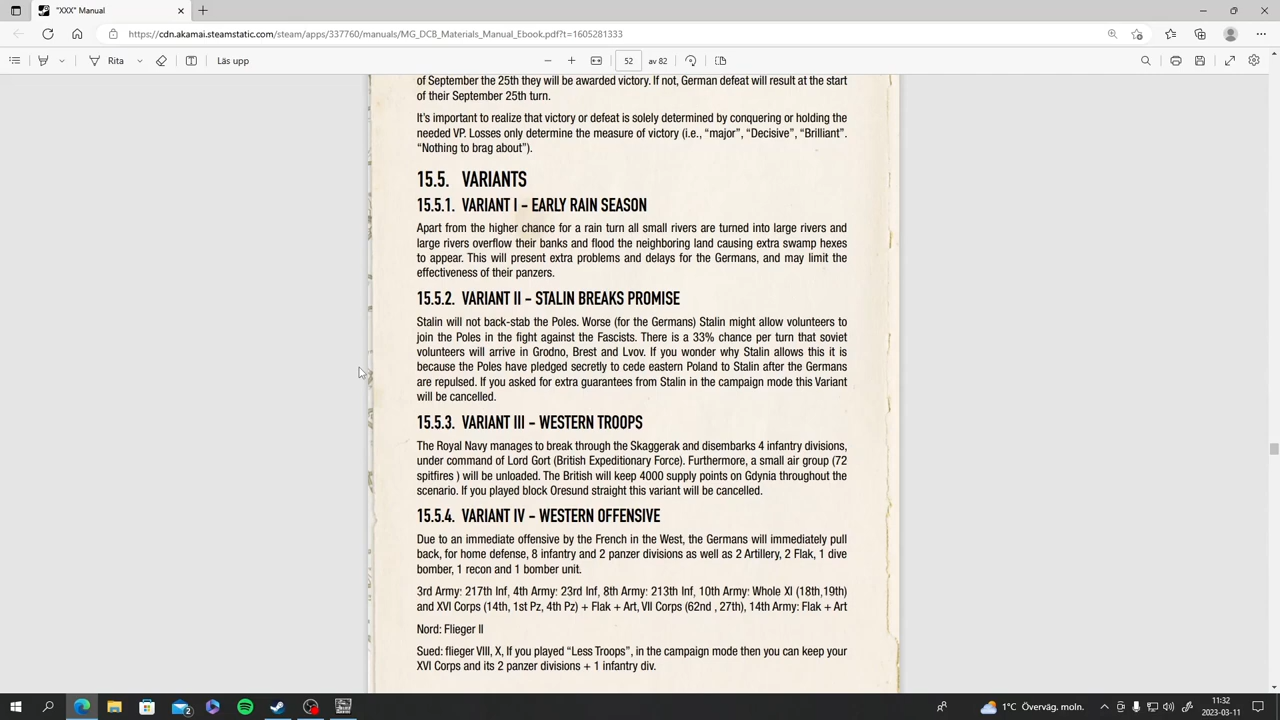 "XXX" Manual
https://cdn.akamai.steamstatic.com/steam/apps/337760/manuals/MG_DCB_Materials_Manual_Ebook.pdf?t=1605281333
Rita
Läs upp
52
av 82
of September the 25th they will be awarded victory. If not, German defeat will result at the start
of their September 25th turn.
It’s important to realize that victory or defeat is solely determined by conquering or holding the
needed VP. Losses only determine the measure of victory (i.e., “major”, “Decisive”, “Brilliant”.
“Nothing to brag about”).
15.5. VARIANTS
15.5.1. VARIANT I - EARLY RAIN SEASON
Apart from the higher chance for a rain turn all small rivers are turned into large rivers and
large rivers overflow their banks and flood the neighboring land causing extra swamp hexes
to appear. This will present extra problems and delays for the Germans, and may limit the
effectiveness of their panzers.
15.5.2. VARIANT II - STALIN BREAKS PROMISE
Stalin will not back-stab the Poles. Worse (for the Germans) Stalin might allow volunteers to
join the Poles in the fight against the Fascists. There is a 33% chance per turn that soviet
volunteers will arrive in Grodno, Brest and Lvov. If you wonder why Stalin allows this it is
because the Poles have pledged secretly to cede eastern Poland to Stalin after the Germans
are repulsed. If you asked for extra guarantees from Stalin in the campaign mode this Variant
will be cancelled.
15.5.3. VARIANT III - WESTERN TROOPS
The Royal Navy manages to break through the Skaggerak and disembarks 4 infantry divisions,
under command of Lord Gort (British Expeditionary Force). Furthermore, a small air group (72
spitfires ) will be unloaded. The British will keep 4000 supply points on Gdynia throughout the
scenario. If you played block Oresund straight this variant will be cancelled.
15.5.4. VARIANT IV - WESTERN OFFENSIVE
Due to an immediate offensive by the French in the West, the Germans will immediately pull
back, for home defense, 8 infantry and 2 panzer divisions as well as 2 Artillery, 2 Flak, 1 dive
bomber, 1 recon and 1 bomber unit.
3rd Army: 217th Inf, 4th Army: 23rd Inf, 8th Army: 213th Inf, 10th Army: Whole XI (18th,19th)
and XVI Corps (14th, 1st Pz, 4th Pz) + Flak + Art, VII Corps (62nd , 27th), 14th Army: Flak + Art
Nord: Flieger II
Sued: flieger VIII, X, If you played “Less Troops”, in the campaign mode then you can keep your
XVI Corps and its 2 panzer divisions + 1 infantry div.
1°C Överväg. moln.
11:32
2023-03-11